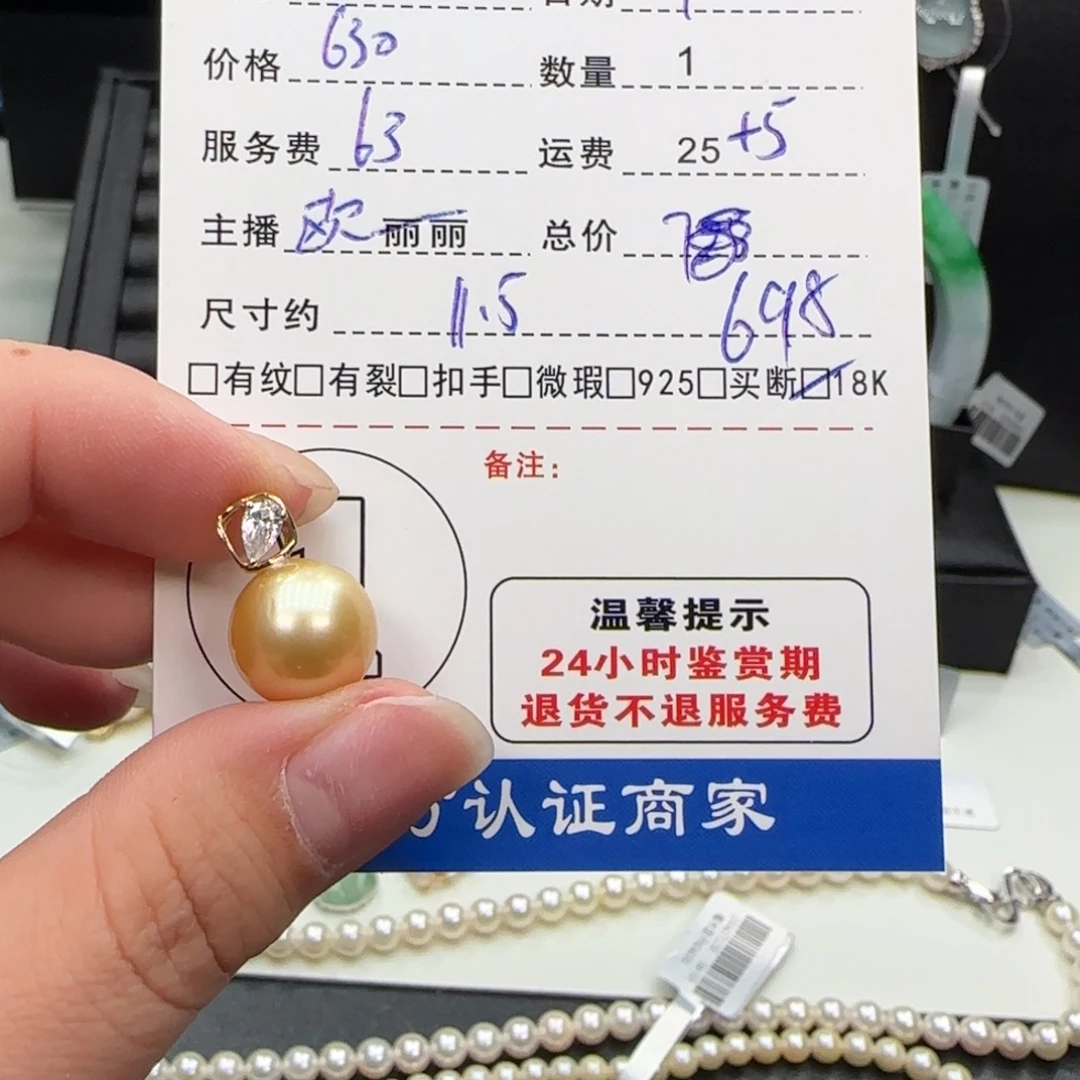 价格 630 数量 1
服务费 63 运费 25 +5
主播 欧 丽丽 总价
尺寸约 11.5 698
□有纹□有裂□扣手□微瑕□925□买断□18K
备注：
温馨提示
24小时鉴赏期
退货不退服务费
认证商家